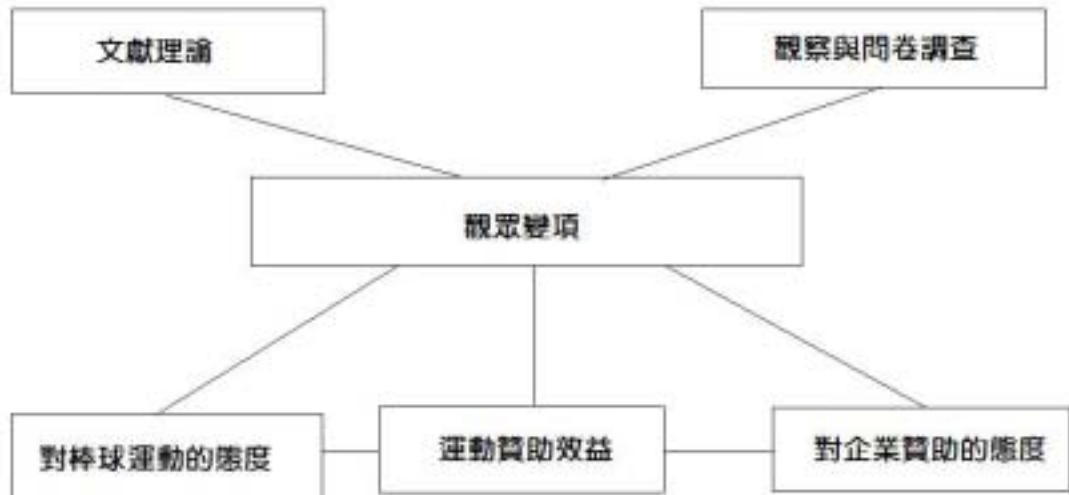 文獻理論
觀察與問卷調查
觀眾變項
對棒球運動的態度
運動贊助效益
對企業贊助的態度